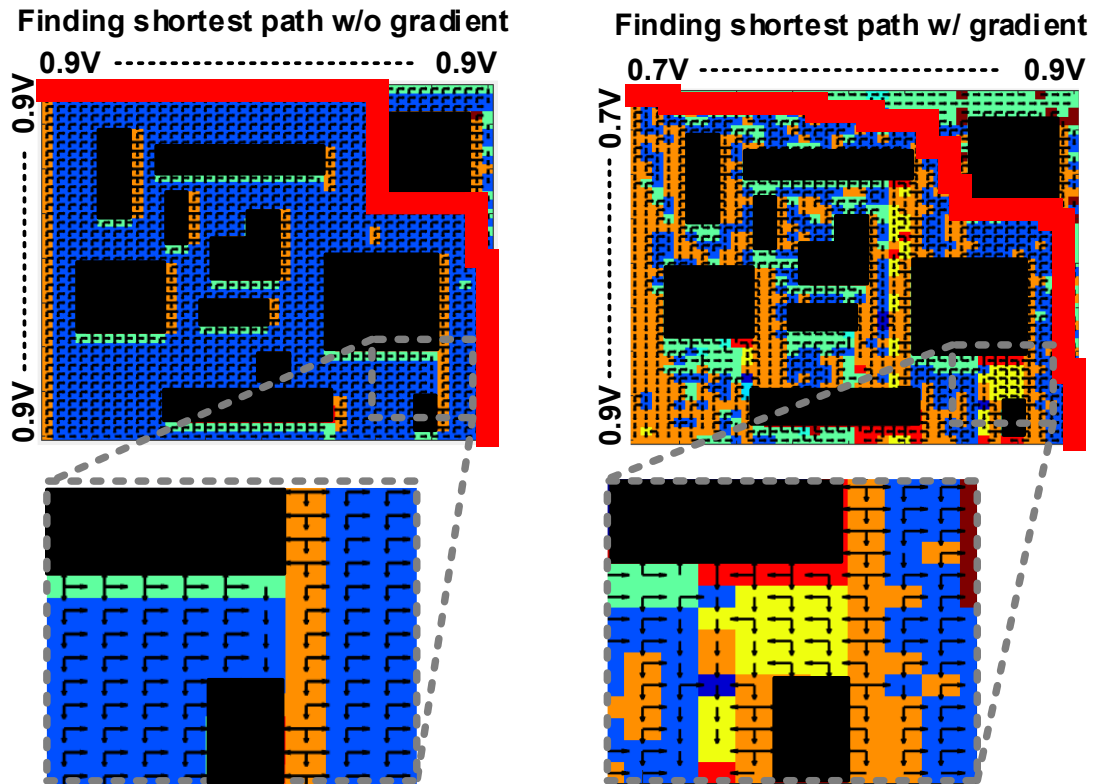 Finding shortest path w/o gradient
0.9V 0.9V
0.9V
0.9V
Finding shortest path w/ gradient
0.7V 0.9V
0.7V
0.9V